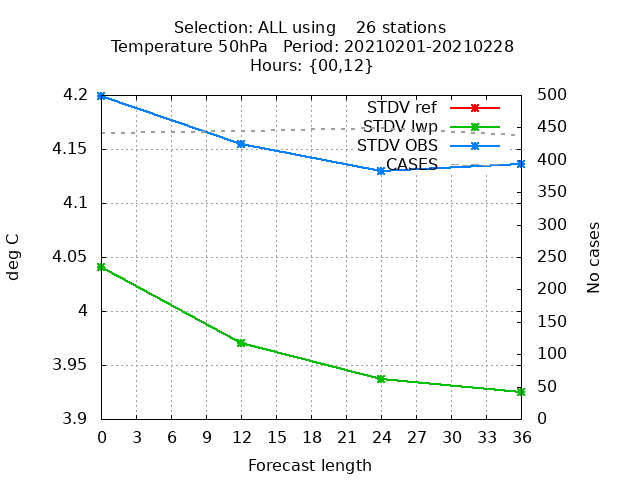 Selection: ALL using    26 stations
Temperature 50hPa   Period: 20210201-20210228
Hours: {00,12}
4.2
4.15
4.1
4.05
4
3.95
3.9
deg C
STDV ref
STDV lwp
STDV OBS
CASES
500
450
400
350
300
250
200
150
100
50
0
No cases
0 3 6 9 12 15 18 21 24 27 30 33 36
Forecast length